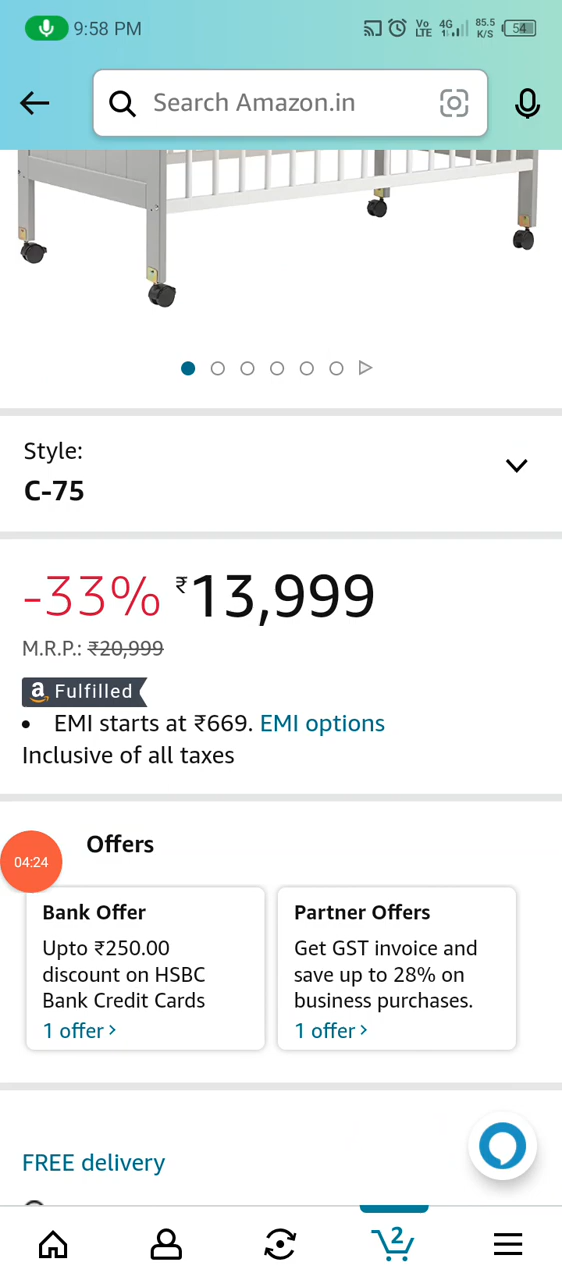 9:58 PM
Vo LTE 4G 85.5 K/S 54
Search Amazon.in
Style:
C-75
-33% ₹13,999
M.R.P.: ₹20,999
a Fulfilled
• EMI starts at ₹669. EMI options
Inclusive of all taxes
04:24
Offers
Bank Offer
Upto ₹250.00
discount on HSBC
Bank Credit Cards
1 offer ›
Partner Offers
Get GST invoice and
save up to 28% on
business purchases.
1 offer ›
FREE delivery
2